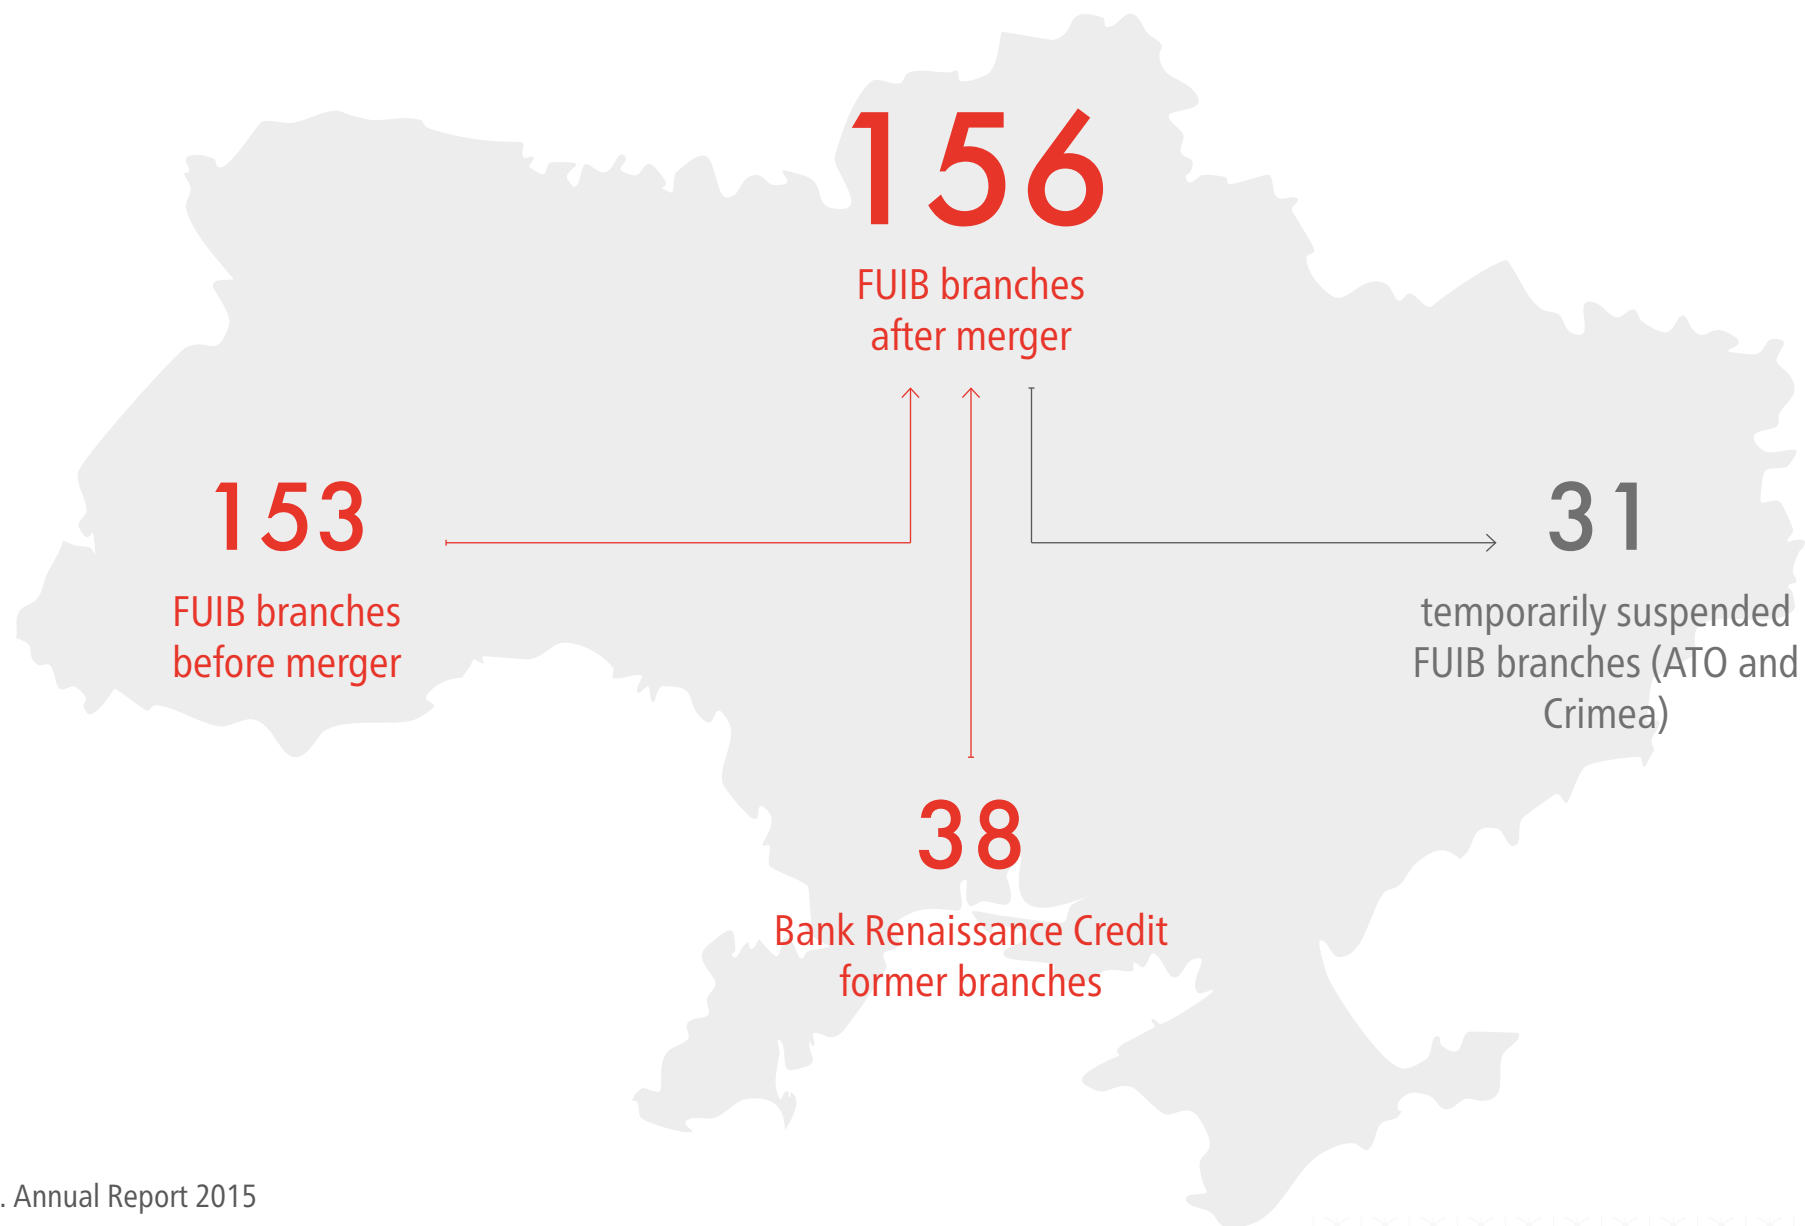 156
FUIB branches
after merger
153
FUIB branches
before merger
31
temporarily suspended
FUIB branches (ATO and
Crimea)
38
Bank Renaissance Credit
former branches
. Annual Report 2015